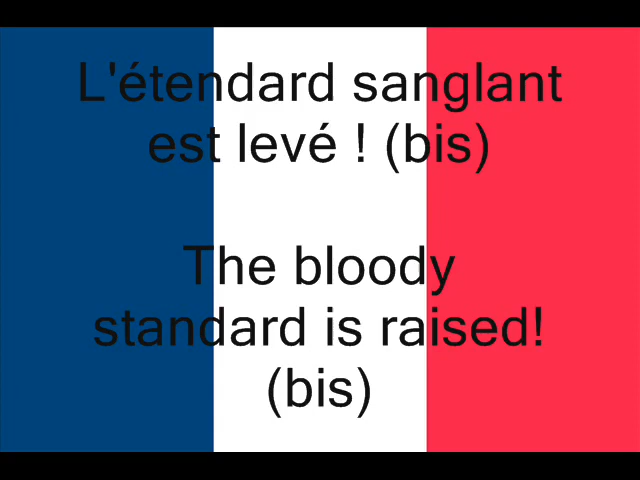 L'étendard sanglant
est levé ! (bis)
The bloody
standard is raised!
(bis)